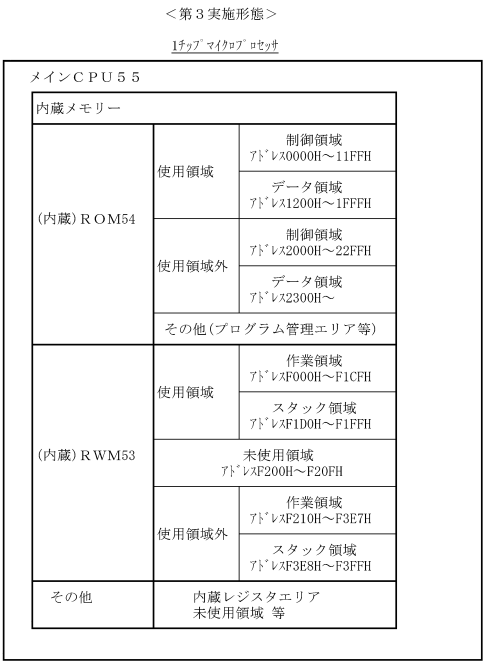 ＜第３実施形態＞
1ﾁｯﾌﾟﾏｲｸﾛﾌﾟﾛｾｯｻ
メインＣＰＵ５５
内蔵メモリー
(内蔵)ＲＯＭ54
使用領域
制御領域
ｱﾄﾞﾚｽ0000H～11FFH
データ領域
ｱﾄﾞﾚｽ1200H～1FFFH
使用領域外
制御領域
ｱﾄﾞﾚｽ2000H～22FFH
データ領域
ｱﾄﾞﾚｽ2300H～
その他(プログラム管理エリア等)
(内蔵)ＲＷＭ53
使用領域
作業領域
ｱﾄﾞﾚｽF000H～F1CFH
スタック領域
ｱﾄﾞﾚｽF1D0H～F1FFH
未使用領域
ｱﾄﾞﾚｽF200H～F20FH
使用領域外
作業領域
ｱﾄﾞﾚｽF210H～F3E7H
スタック領域
ｱﾄﾞﾚｽF3E8H～F3FFH
その他
内蔵レジスタエリア
未使用領域 等